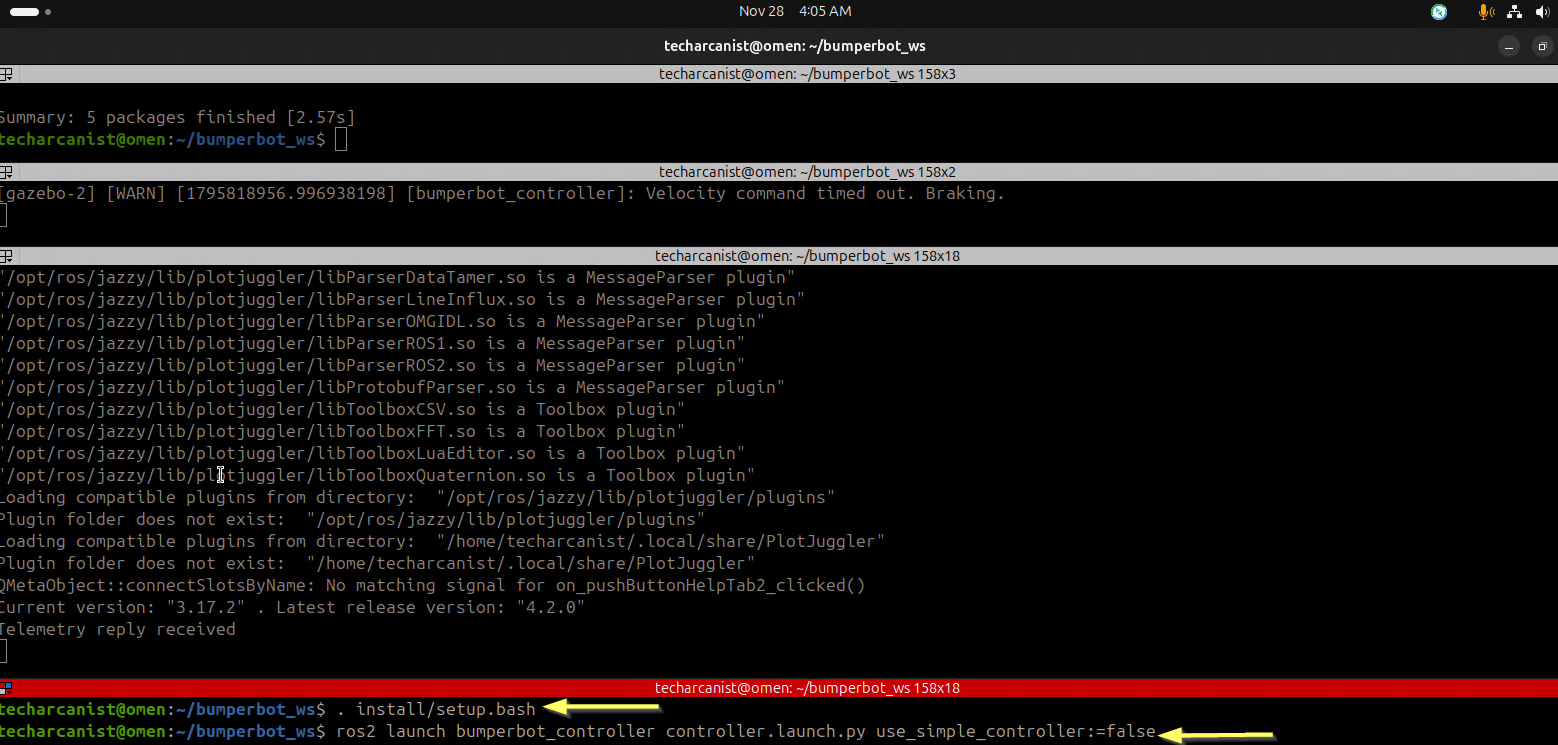 Nov 28 4:05 AM
techarcanist@omen: ~/bumperbot_ws
techarcanist@omen: ~/bumperbot_ws 158x3
Summary: 5 packages finished [2.57s]
techarcanist@omen:~/bumperbot_ws$
techarcanist@omen: ~/bumperbot_ws 158x2
[gazebo-2] [WARN] [1795818956.996938198] [bumperbot_controller]: Velocity command timed out. Braking.
techarcanist@omen: ~/bumperbot_ws 158x18
"/opt/ros/jazzy/lib/plotjuggler/libParserDataTamer.so is a MessageParser plugin"
"/opt/ros/jazzy/lib/plotjuggler/libParserLineInflux.so is a MessageParser plugin"
"/opt/ros/jazzy/lib/plotjuggler/libParserOMGIDL.so is a MessageParser plugin"
"/opt/ros/jazzy/lib/plotjuggler/libParserROS1.so is a MessageParser plugin"
"/opt/ros/jazzy/lib/plotjuggler/libParserROS2.so is a MessageParser plugin"
"/opt/ros/jazzy/lib/plotjuggler/libProtobufParser.so is a MessageParser plugin"
"/opt/ros/jazzy/lib/plotjuggler/libToolboxCSV.so is a Toolbox plugin"
"/opt/ros/jazzy/lib/plotjuggler/libToolboxFFT.so is a Toolbox plugin"
"/opt/ros/jazzy/lib/plotjuggler/libToolboxLuaEditor.so is a Toolbox plugin"
"/opt/ros/jazzy/lib/plotjuggler/libToolboxQuaternion.so is a Toolbox plugin"
Loading compatible plugins from directory:  "/opt/ros/jazzy/lib/plotjuggler/plugins"
Plugin folder does not exist:  "/opt/ros/jazzy/lib/plotjuggler/plugins"
Loading compatible plugins from directory:  "/home/techarcanist/.local/share/PlotJuggler"
Plugin folder does not exist:  "/home/techarcanist/.local/share/PlotJuggler"
QMetaObject::connectSlotsByName: No matching signal for on_pushButtonHelpTab2_clicked()
Current version: "3.17.2" . Latest release version: "4.2.0"
Telemetry reply received
techarcanist@omen: ~/bumperbot_ws 158x18
techarcanist@omen:~/bumperbot_ws$ . install/setup.bash
techarcanist@omen:~/bumperbot_ws$ ros2 launch bumperbot_controller controller.launch.py use_simple_controller:=false